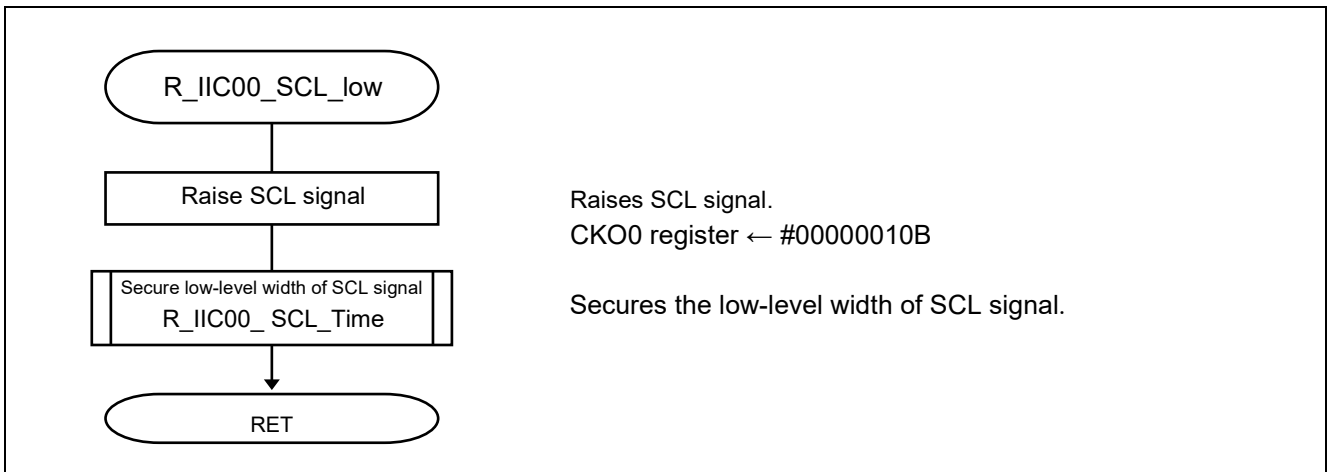 R_IIC00_SCL_low
Raise SCL signal
Raises SCL signal.
CKO0 register ← #00000010B
Secure low-level width of SCL signal
R_IIC00_ SCL_Time
Secures the low-level width of SCL signal.
RET